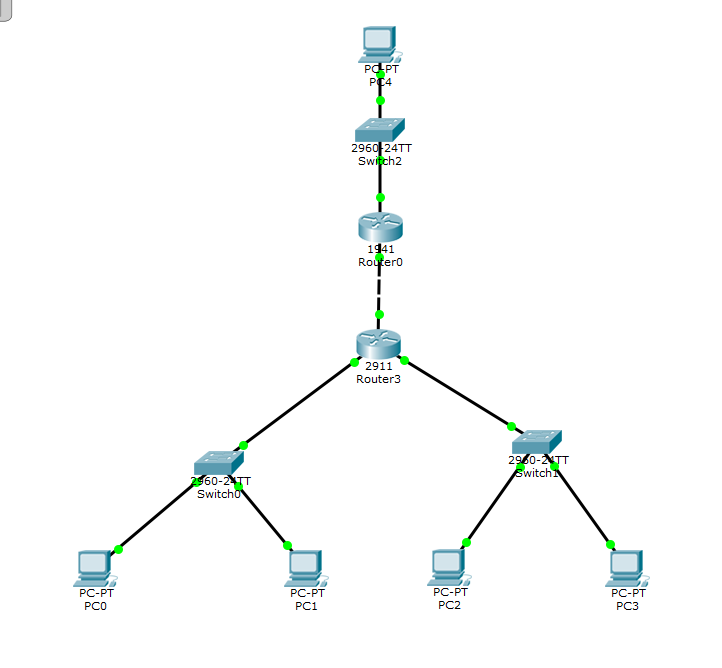 PC-PT
PC4
2960-24TT
Switch2
1941
Router0
2911
Router3
2960-24TT
Switch0
2960-24TT
Switch1
PC-PT
PC0
PC-PT
PC1
PC-PT
PC2
PC-PT
PC3